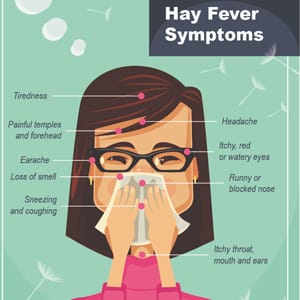 Hay Fever
Symptoms
Tiredness
Headache
Painful temples
and forehead
Itchy, red
or watery eyes
Earache
Loss of smell
Runny or
blocked nose
Sneezing
and coughing
Itchy throat,
mouth and ears